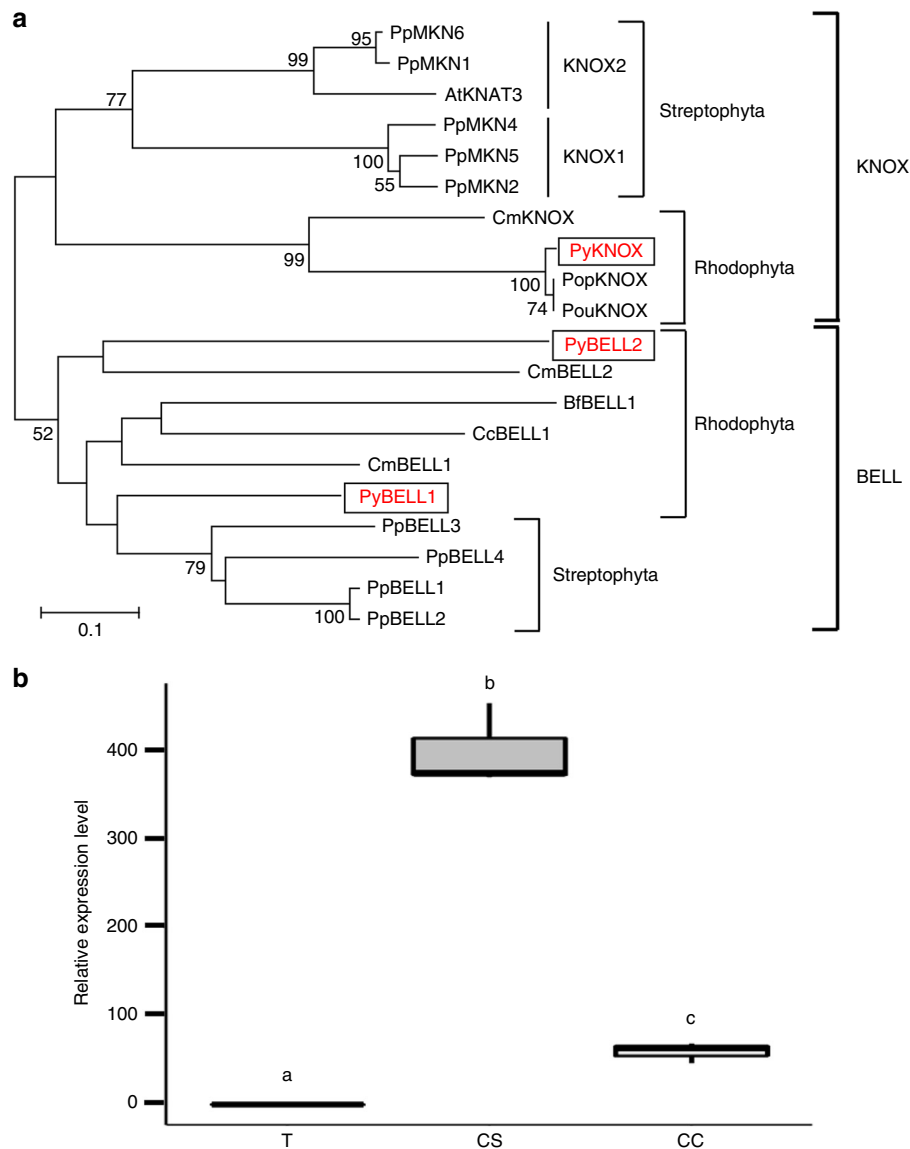 a
PpMKN6
95
PpMKN1
99
KNOX2
77
AtKNAT3
Streptophyta
PpMKN4
100
PpMKN5
KNOX1
55
PpMKN2
KNOX
CmKNOX
99
PyKNOX
Rhodophyta
100
PopKNOX
74
PouKNOX
PyBELL2
CmBELL2
BfBELL1
52
CcBELL1
Rhodophyta
CmBELL1
BELL
PyBELL1
PpBELL3
79
PpBELL4
Streptophyta
PpBELL1
100
PpBELL2
0.1
b
Relative expression level
400
300
200
100
0
a
b
c
T
CS
CC